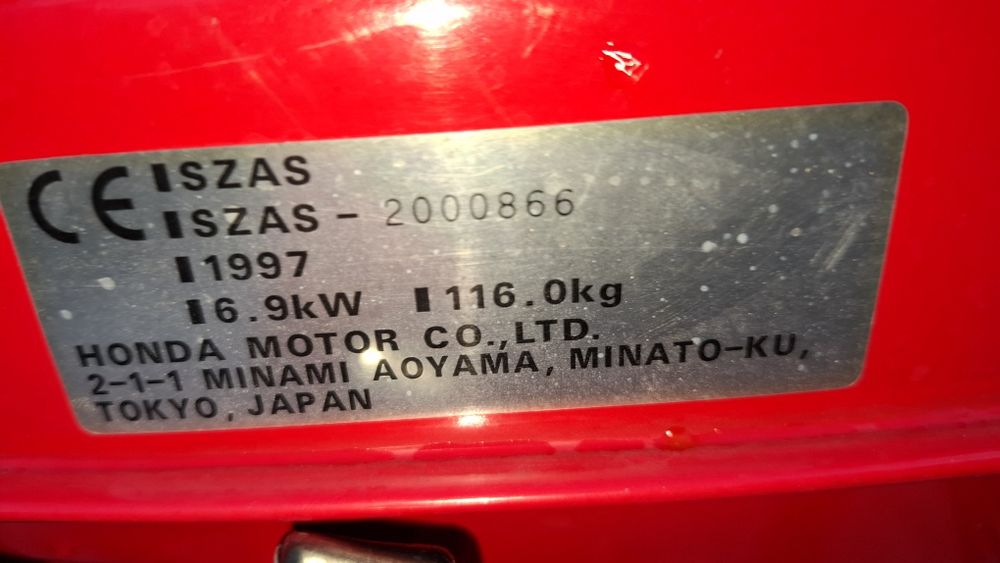 CE ▮SZAS
▮SZAS - 2000866
▮1997
▮6.9kW ▮116.0kg
HONDA MOTOR CO.,LTD.
2-1-1 MINAMI AOYAMA, MINATO-KU,
TOKYO, JAPAN